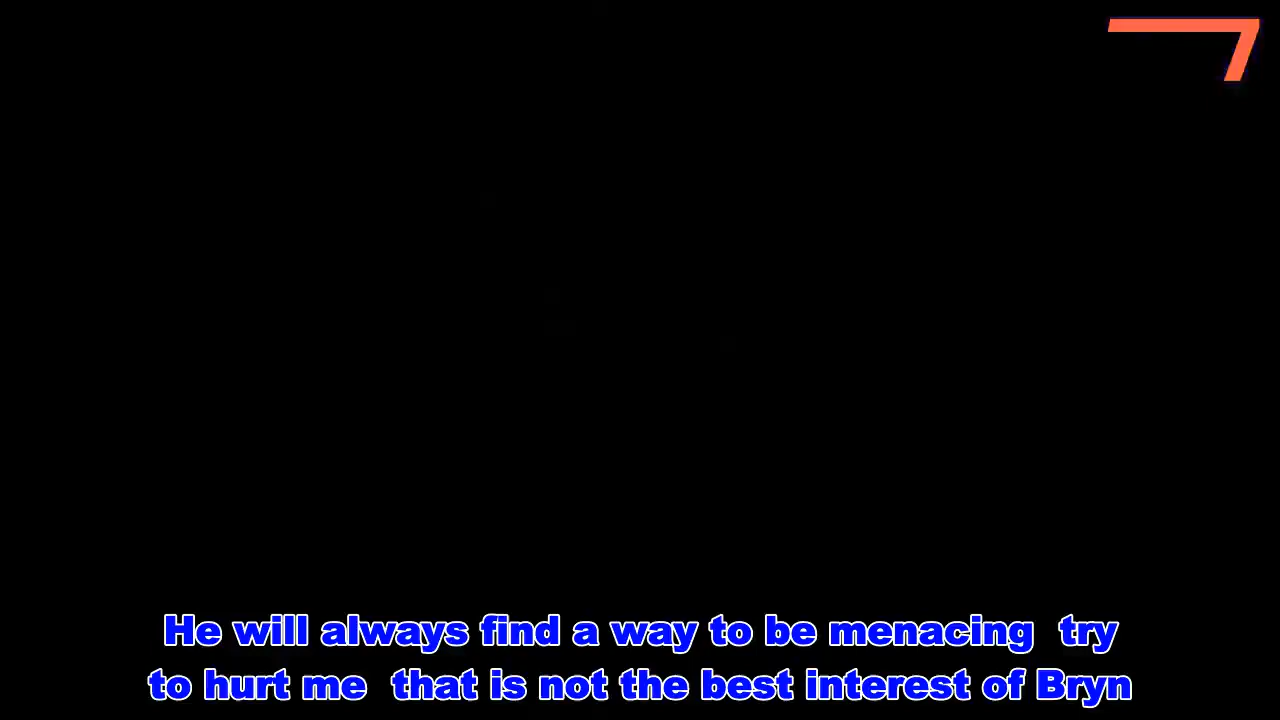 He will always find a way to be menacing  try
to hurt me  that is not the best interest of Bryn